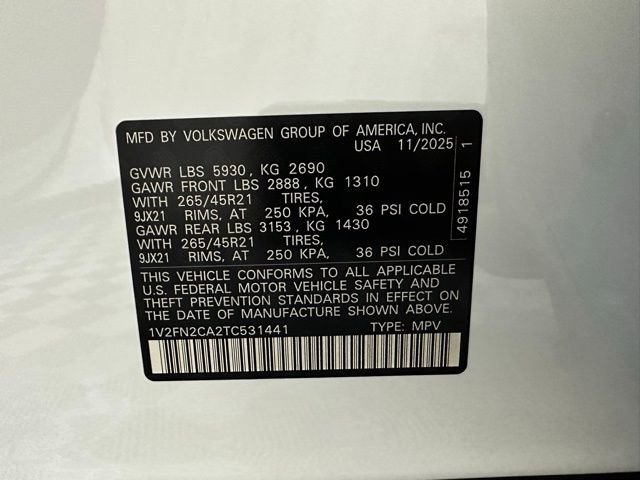 MFD BY VOLKSWAGEN GROUP OF AMERICA, INC.
USA 11/2025
GVWR LBS 5930 , KG 2690
GAWR FRONT LBS 2888 , KG 1310
WITH 265/45R21 TIRES,
9JX21 RIMS, AT 250 KPA, 36 PSI COLD
GAWR REAR LBS 3153 , KG 1430
WITH 265/45R21 TIRES,
9JX21 RIMS, AT 250 KPA, 36 PSI COLD
THIS VEHICLE CONFORMS TO ALL APPLICABLE
U.S. FEDERAL MOTOR VEHICLE SAFETY AND
THEFT PREVENTION STANDARDS IN EFFECT ON
THE DATE OF MANUFACTURE SHOWN ABOVE.
1V2FN2CA2TC531441 TYPE: MPV
4918515 1